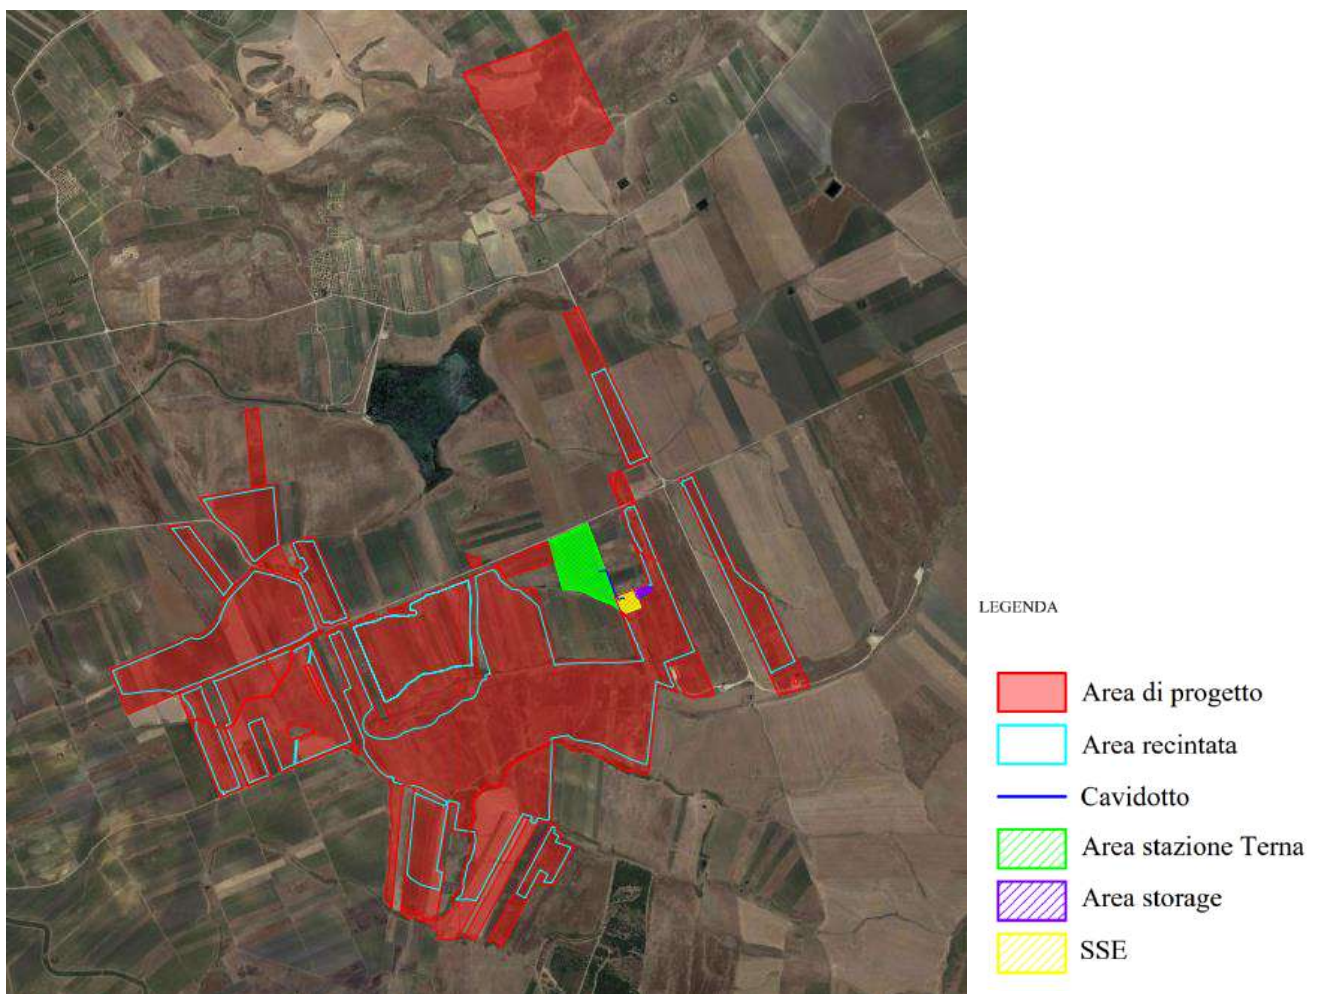 LEGENDA
Area di progetto
Area recintata
Cavidotto
Area stazione Terna
Area storage
SSE